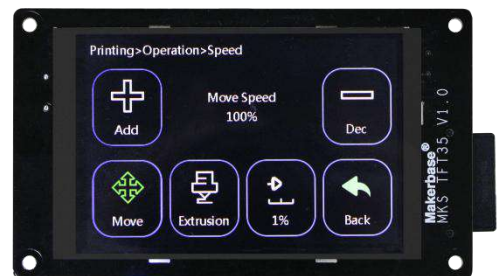 Printing>Operation>Speed
Add
Move Speed
100%
Dec
Move
Extrusion
1%
Back
Makerbase®
MKS TFT35 V1.0